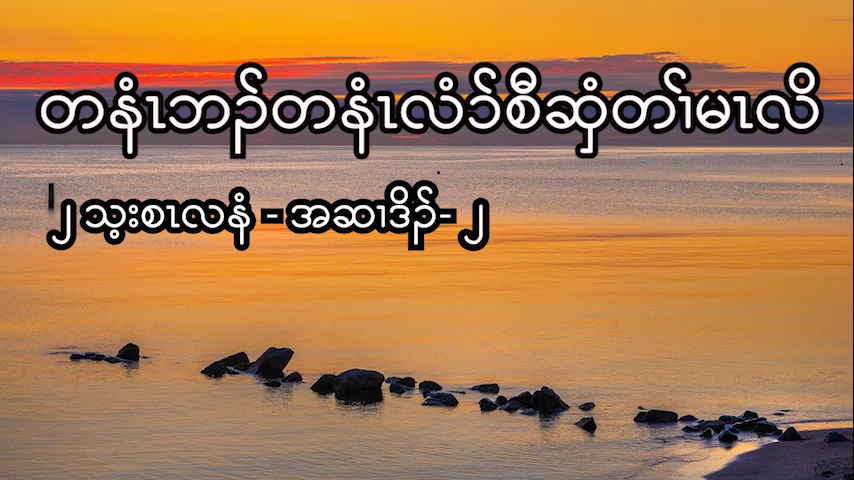 တနံၤဘၣ်တနံၤလံာ်စီဆှံတၢ်မၤလိ
၂ သ့းစၤလနံ - အဆၢဒိၣ်- ၂